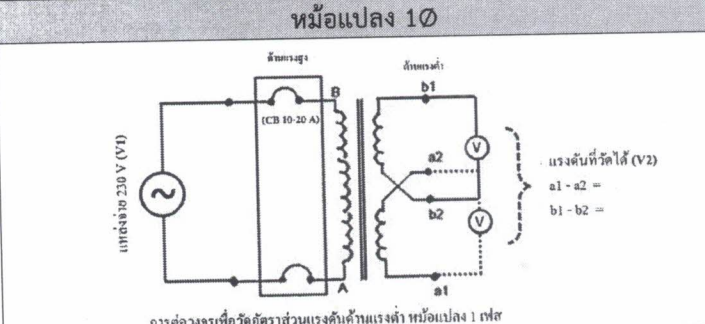 หม้อแปลง 1Ø
ด้านแรงสูง
ด้านแรงต่ำ
B
b1
(CB 10-20 A)
V
แหล่งจ่าย 230 V (V1)
a2
b2
V
แรงดันที่วัดได้ (V2)
a1 - a2 =
b1 - b2 =
A
a1
การต่อวงจรเพื่อวัดอัตราส่วนแรงดันด้านแรงต่ำ หม้อแปลง 1 เฟส